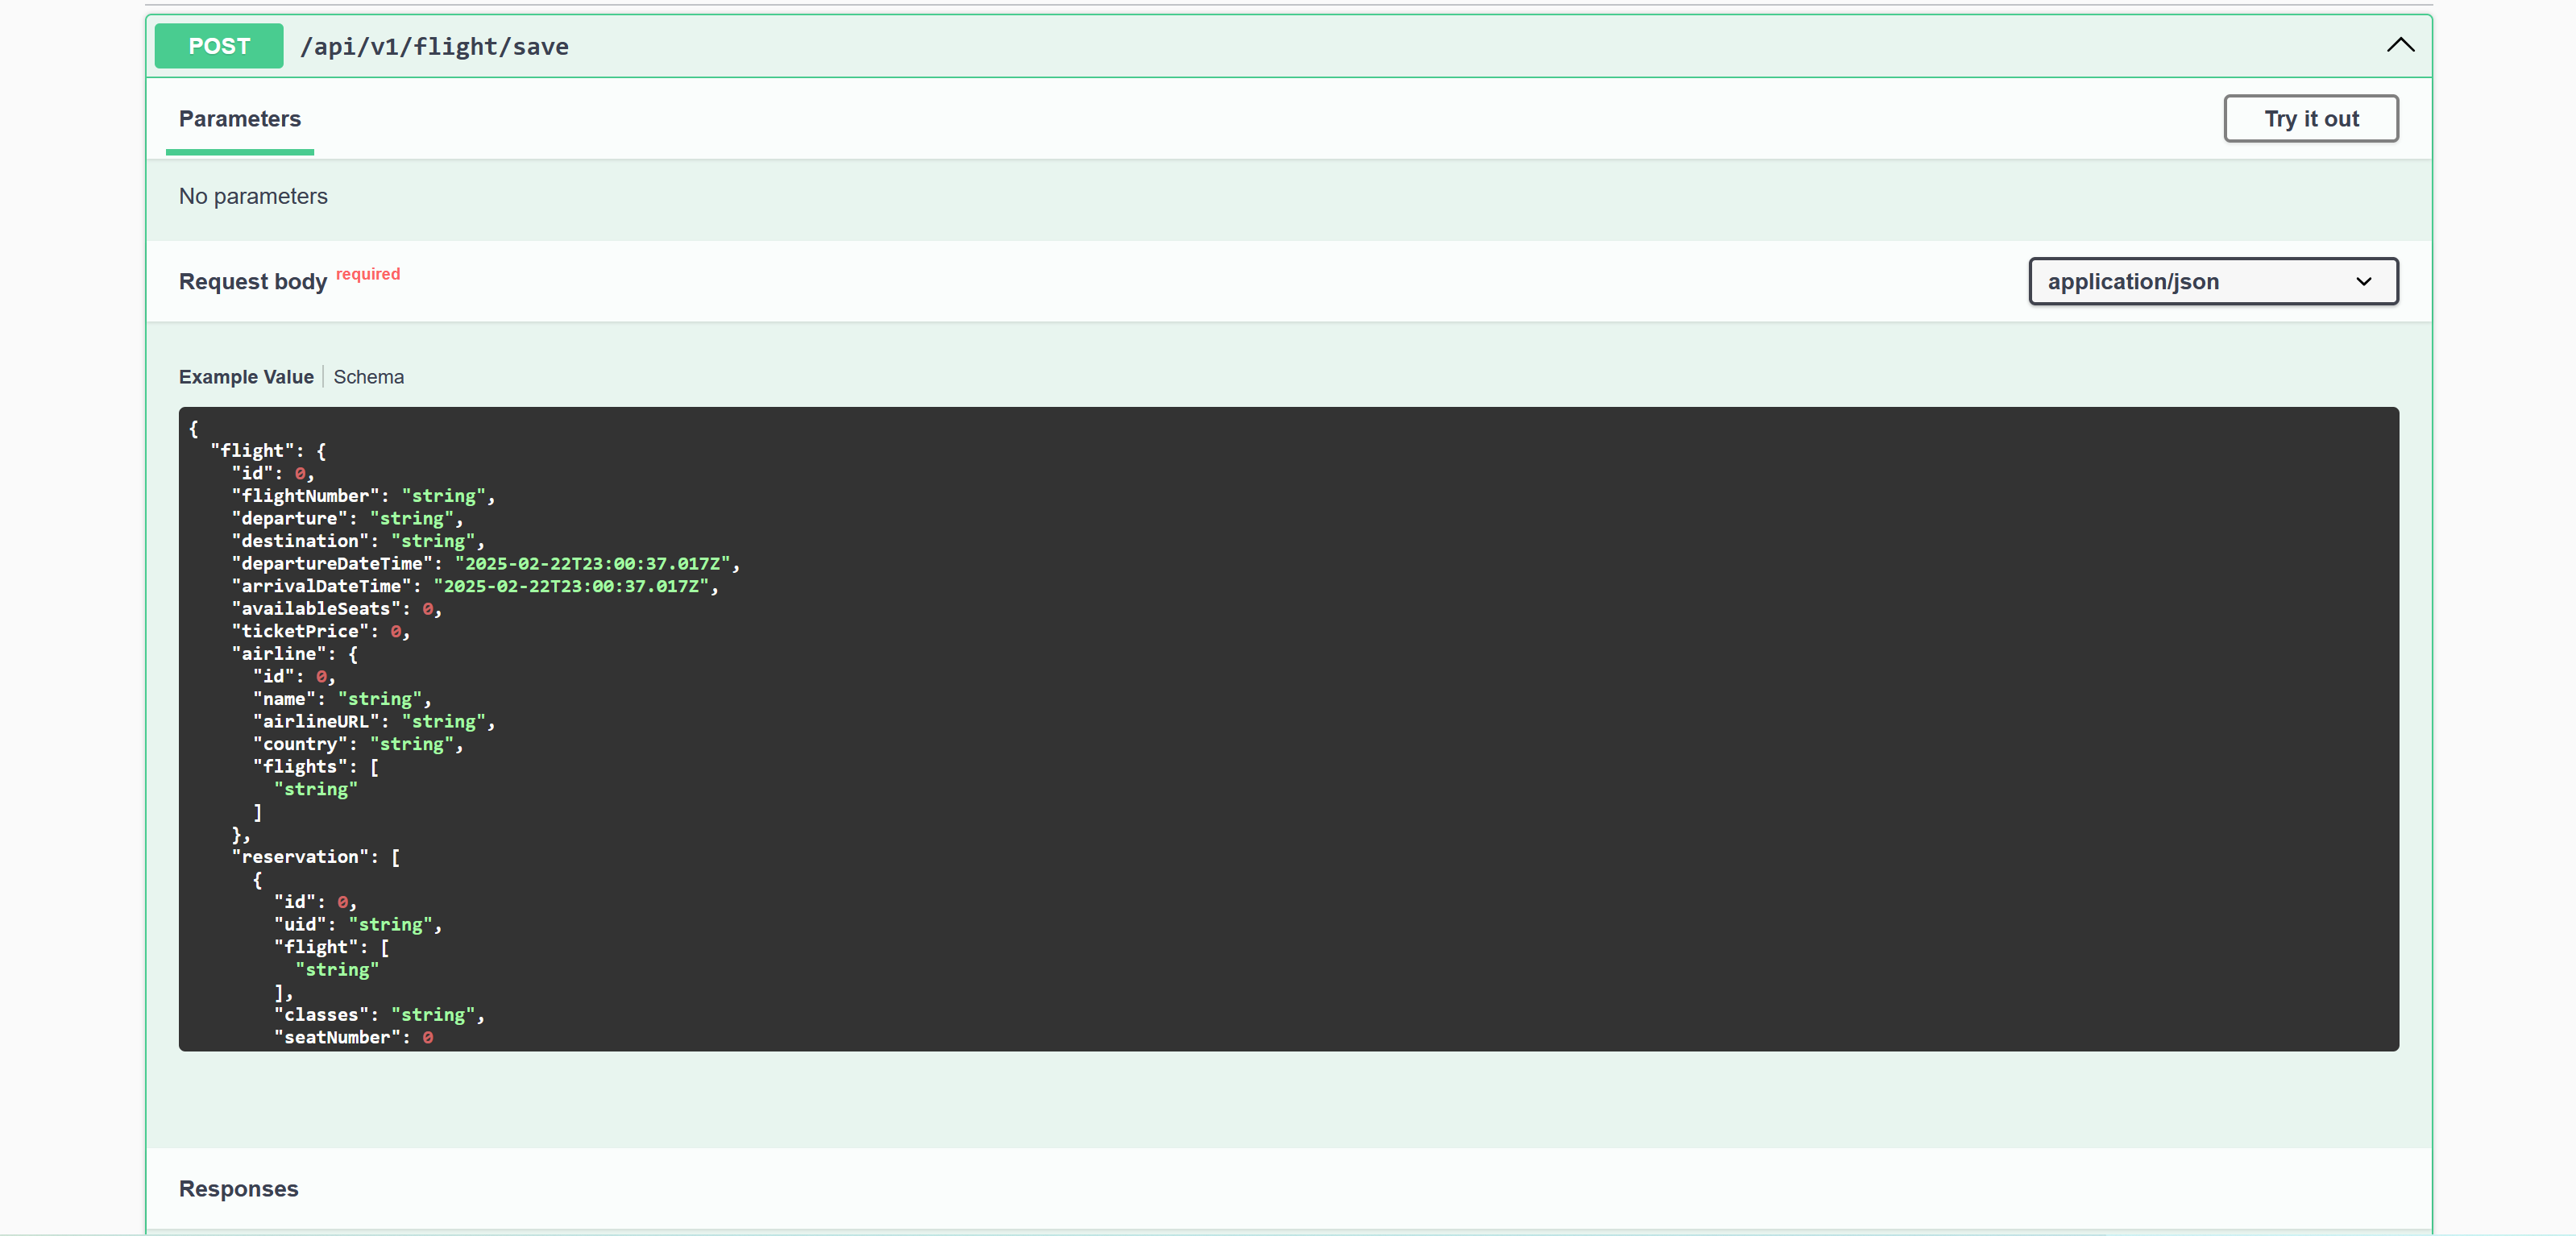 POST /api/v1/flight/save
Parameters
Try it out
No parameters
Request body required
application/json
Example Value | Schema
{
  "flight": {
    "id": 0,
    "flightNumber": "string",
    "departure": "string",
    "destination": "string",
    "departureDateTime": "2025-02-22T23:00:37.017Z",
    "arrivalDateTime": "2025-02-22T23:00:37.017Z",
    "availableSeats": 0,
    "ticketPrice": 0,
    "airline": {
      "id": 0,
      "name": "string",
      "airlineURL": "string",
      "country": "string",
      "flights": [
        "string"
      ]
    },
    "reservation": [
      {
        "id": 0,
        "uid": "string",
        "flight": [
          "string"
        ],
        "classes": "string",
        "seatNumber": 0
Responses